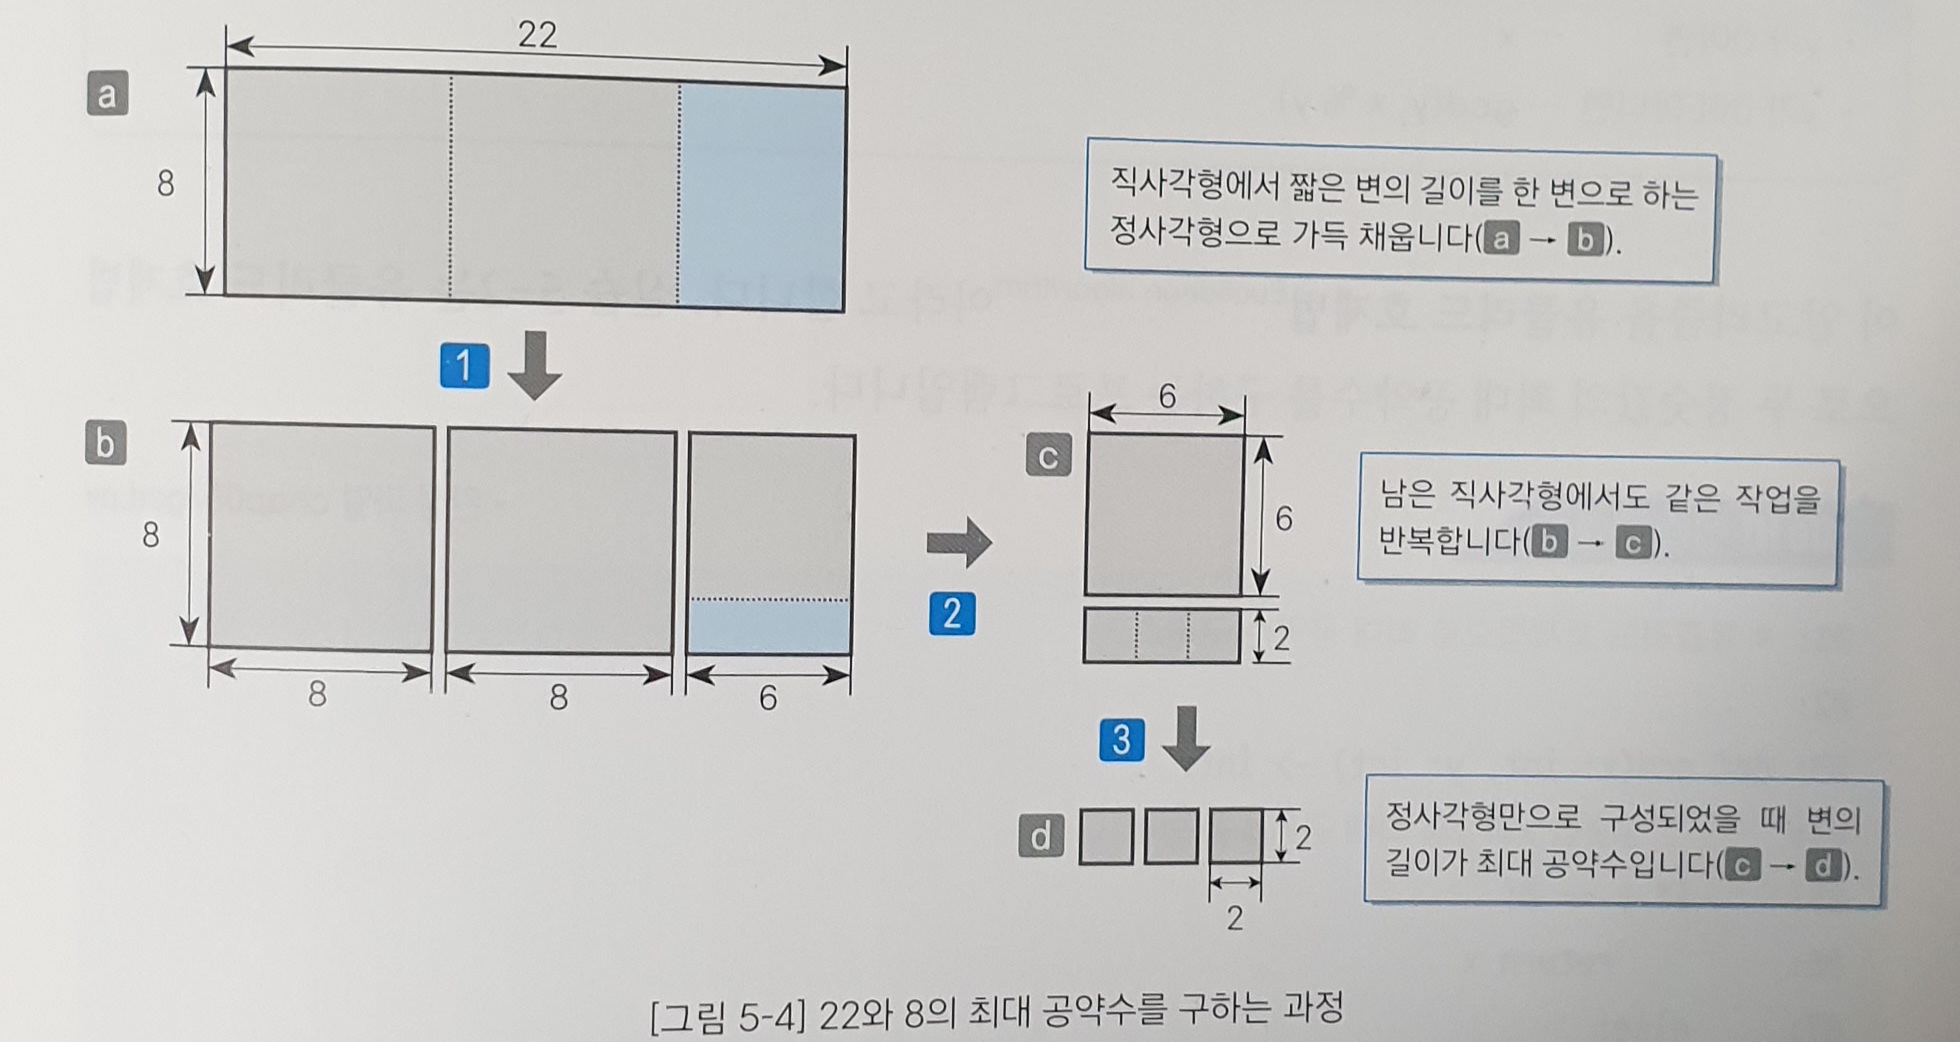 22
a
8
직사각형에서 짧은 변의 길이를 한 변으로 하는
정사각형으로 가득 채웁니다(a → b).
1
b
8
8
8
6
2
c
6
6
2
남은 직사각형에서도 같은 작업을
반복합니다(b → c).
3
d
2
2
정사각형만으로 구성되었을 때 변의
길이가 최대 공약수입니다(c → d).
[그림 5-4] 22와 8의 최대 공약수를 구하는 과정